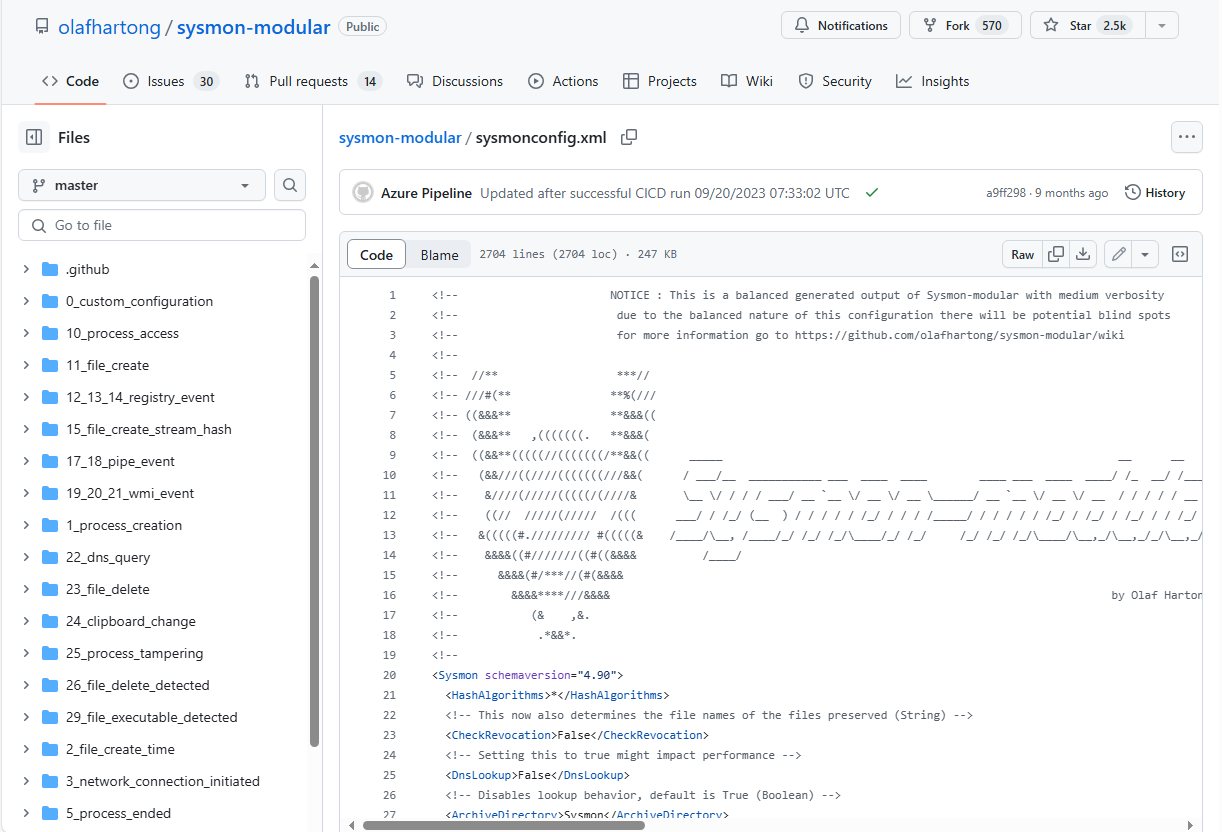 olafhartong / sysmon-modular Public Notifications Fork 570 Star 2.5k
Code Issues 30 Pull requests 14 Discussions Actions Projects Wiki Security Insights
Files
master
Go to file
.github
0_custom_configuration
10_process_access
11_file_create
12_13_14_registry_event
15_file_create_stream_hash
17_18_pipe_event
19_20_21_wmi_event
1_process_creation
22_dns_query
23_file_delete
24_clipboard_change
25_process_tampering
26_file_delete_detected
29_file_executable_detected
2_file_create_time
3_network_connection_initiated
5_process_ended
sysmon-modular / sysmonconfig.xml
Azure Pipeline Updated after successful CICD run 09/20/2023 07:33:02 UTC a9ff298 · 9 months ago History
Code Blame 2704 lines (2704 loc) · 247 KB Raw
1 <!-- NOTICE : This is a balanced generated output of Sysmon-modular with medium verbosity
2 <!-- due to the balanced nature of this configuration there will be potential blind spots
3 <!-- for more information go to https://github.com/olafhartong/sysmon-modular/wiki
4 <!--
5 <!-- //** ***//
6 <!-- ///#(** **%(///
7 <!-- ((&&&** **&&&((
8 <!-- (&&&** ,(((((((. **&&&(
9 <!-- ((&&**(((((//(((((((/**&&((
10 <!-- (&&///((////(((((((///&&(
11 <!-- &////(/////(((((/(////&
12 <!-- ((// /////(///// /(((
13 <!-- &(((((#.///////// #(((((&
14 <!-- &&&&((#///////((#((&&&&
15 <!-- &&&&(#/***//(#(&&&&
16 <!-- &&&&****///&&&& by Olaf Harton
17 <!-- (& ,&.
18 <!-- .*&&*.
19 <!--
20 <Sysmon schemaversion="4.90">
21 <HashAlgorithms>*</HashAlgorithms>
22 <!-- This now also determines the file names of the files preserved (String) -->
23 <CheckRevocation>False</CheckRevocation>
24 <!-- Setting this to true might impact performance -->
25 <DnsLookup>False</DnsLookup>
26 <!-- Disables lookup behavior, default is True (Boolean) -->
27 <ArchiveDirectory>Sysmon</ArchiveDirectory>